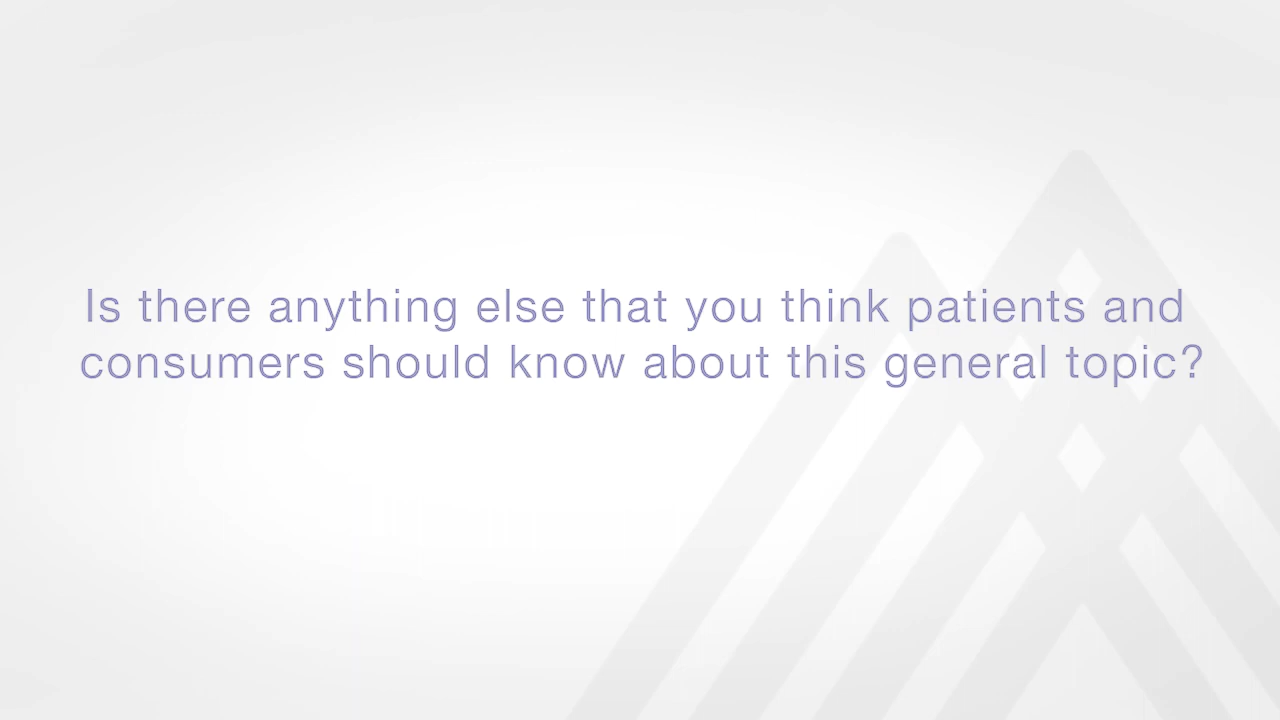 Is there anything else that you think patients and
consumers should know about this general topic?